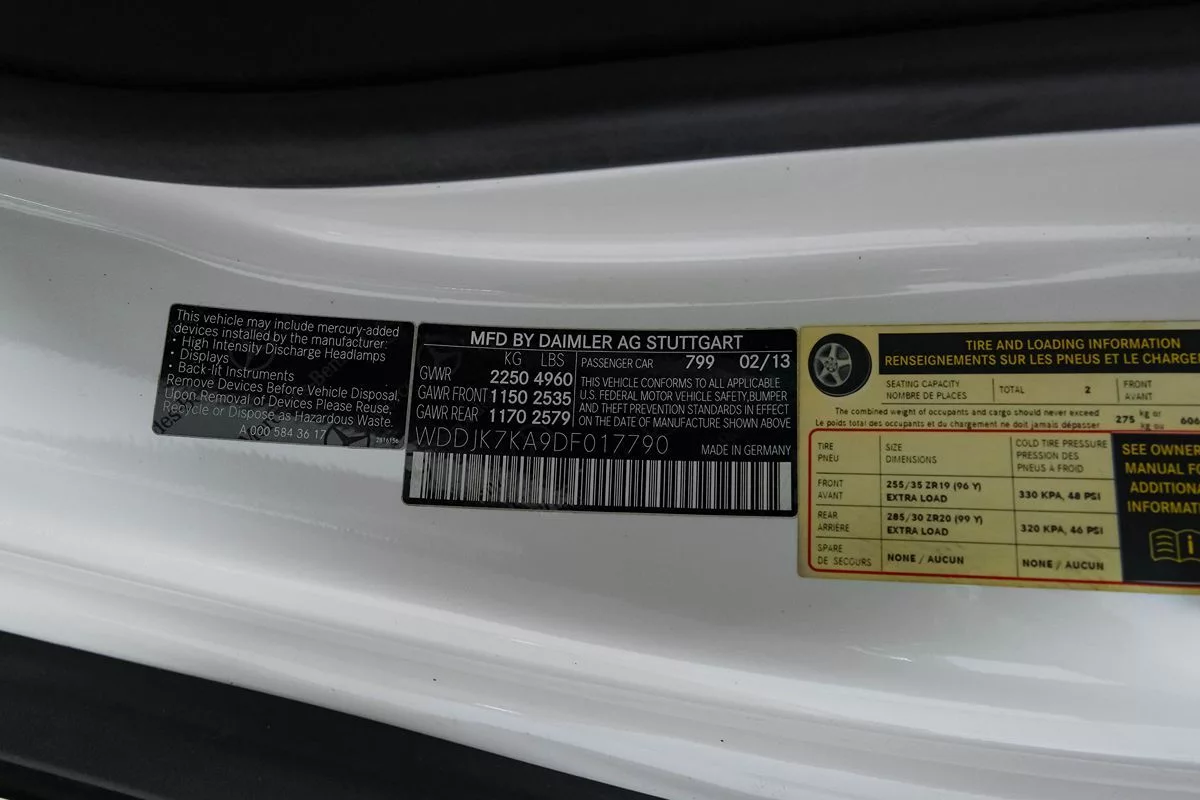 This vehicle may include mercury-added
devices installed by the manufacturer:
• High Intensity Discharge Headlamps
• Displays
• Back-lit Instruments
Remove Devices Before Vehicle Disposal.
Upon Removal of Devices Please Reuse,
Recycle or Dispose as Hazardous Waste.
A 000 584 36 17
MFD BY DAIMLER AG STUTTGART
KG LBS
GVWR 2250 4960
GAWR FRONT 1150 2535
GAWR REAR 1170 2579
PASSENGER CAR 799 02/13
THIS VEHICLE CONFORMS TO ALL APPLICABLE
U.S. FEDERAL MOTOR VEHICLE SAFETY,BUMPER
AND THEFT PREVENTION STANDARDS IN EFFECT
ON THE DATE OF MANUFACTURE SHOWN ABOVE
WDDJK7KA9DF017790 MADE IN GERMANY
TIRE AND LOADING INFORMATION
RENSEIGNEMENTS SUR LES PNEUS ET LE CHARGE
SEATING CAPACITY
NOMBRE DE PLACES
TOTAL 2
FRONT
AVANT
The combined weight of occupants and cargo should never exceed
Le poids total des occupants et du chargement ne doit jamais dépasser
275 kg or
kg ou
606
TIRE
PNEU
SIZE
DIMENSIONS
COLD TIRE PRESSURE
PRESSION DES
PNEUS A FROID
FRONT
AVANT
255/35 ZR19 (96 Y)
EXTRA LOAD
330 KPA, 48 PSI
REAR
ARRIÈRE
285/30 ZR20 (99 Y)
EXTRA LOAD
320 KPA, 46 PSI
SPARE
DE SECOURS
NONE / AUCUN
NONE / AUCUN
SEE OWNER
MANUAL FO
ADDITIONA
INFORMAT